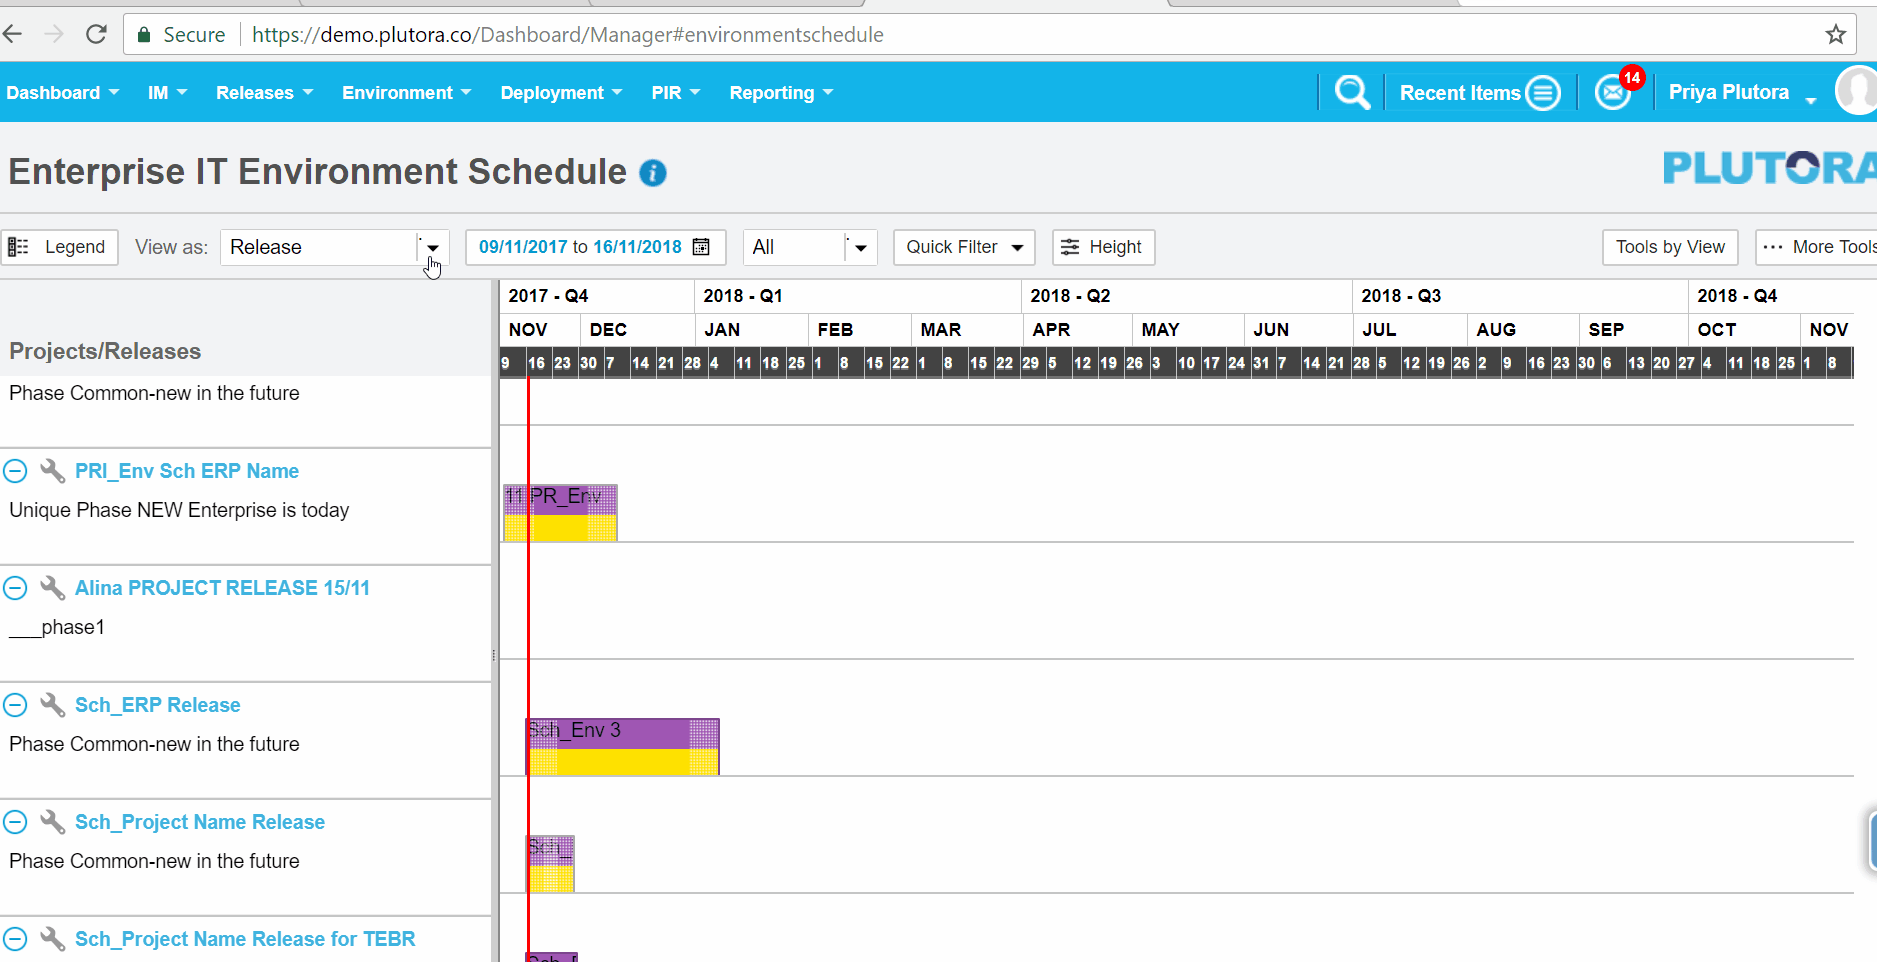 Secure https://demo.plutora.co/Dashboard/Manager#environmentschedule
Dashboard IM Releases Environment Deployment PIR Reporting Recent Items 14 Priya Plutora
Enterprise IT Environment Schedule i PLUTORA
Legend View as: Release 09/11/2017 to 16/11/2018 All Quick Filter Height Tools by View ... More Tools
2017 - Q4 2018 - Q1 2018 - Q2 2018 - Q3 2018 - Q4
NOV DEC JAN FEB MAR APR MAY JUN JUL AUG SEP OCT NOV
Projects/Releases
9 16 23 30 7 14 21 28 4 11 18 25 1 8 15 22 1 8 15 22 29 5 12 19 26 3 10 17 24 31 7 14 21 28 5 12 19 26 2 9 16 23 30 6 13 20 27 4 11 18 25 1 8
Phase Common-new in the future
PRI_Env Sch ERP Name
11 PR_Env
Unique Phase NEW Enterprise is today
Alina PROJECT RELEASE 15/11
___phase1
Sch_ERP Release
Sch_Env 3
Phase Common-new in the future
Sch_Project Name Release
Sch_
Phase Common-new in the future
Sch_Project Name Release for TEBR